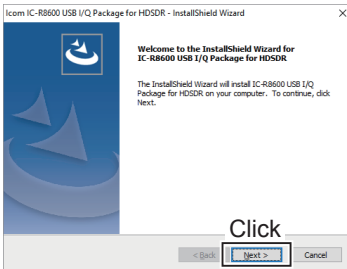 Icom IC-R8600 USB I/Q Package for HDSDR - InstallShield Wizard
Welcome to the InstallShield Wizard for
IC-R8600 USB I/Q Package for HDSDR
The InstallShield Wizard will install IC-R8600 USB I/Q
Package for HDSDR on your computer. To continue, click
Next.
Click
< Back Next > Cancel